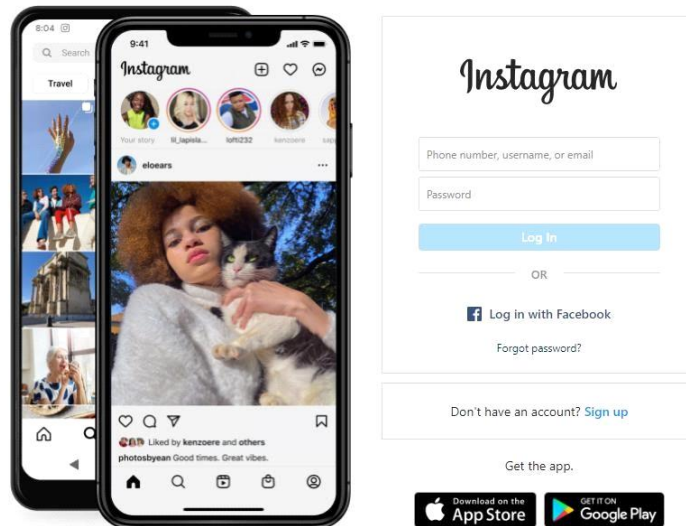 8:04
Search
Travel
9:41
Instagram
Your story
lil_lapisla...
lofti232
kenzoere
eloears
Liked by kenzoere and others
photosbyean Good times. Great vibes.
Instagram
Phone number, username, or email
Password
Log In
OR
Log in with Facebook
Forgot password?
Don't have an account? Sign up
Get the app.
Download on the
App Store
GET IT ON
Google Play